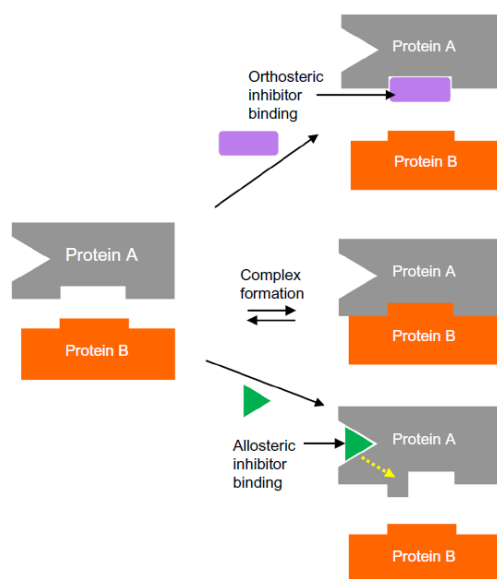 Protein A
Orthosteric
inhibitor
binding
Protein B
Protein A
Protein B
Complex
formation
Protein A
Protein B
Allosteric
inhibitor
binding
Protein A
Protein B